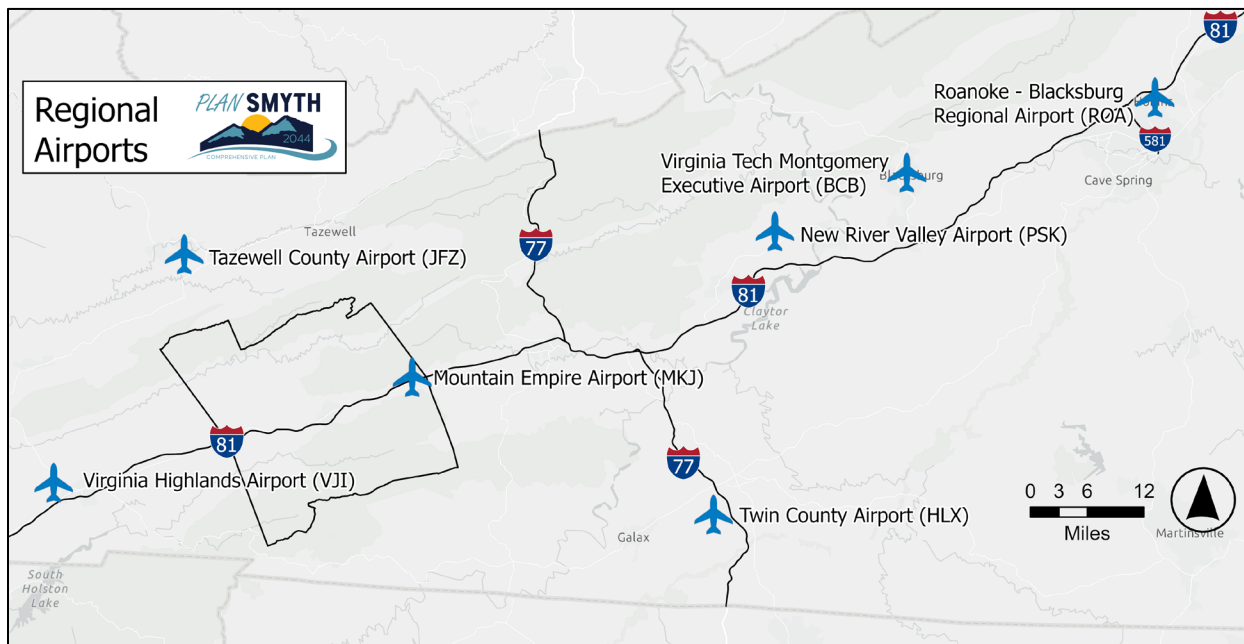 Regional
Airports
PLAN SMYTH
2044
COMPREHENSIVE PLAN
81
Roanoke - Blacksburg
Regional Airport (ROA)
581
Cave Spring
Virginia Tech Montgomery
Executive Airport (BCB)
New River Valley Airport (PSK)
77
Tazewell
Tazewell County Airport (JFZ)
81
Claytor
Lake
Mountain Empire Airport (MKJ)
81
77
Virginia Highlands Airport (VJI)
Twin County Airport (HLX)
Galax
0 3 6 12
Miles
Martinsville
South
Holston
Lake